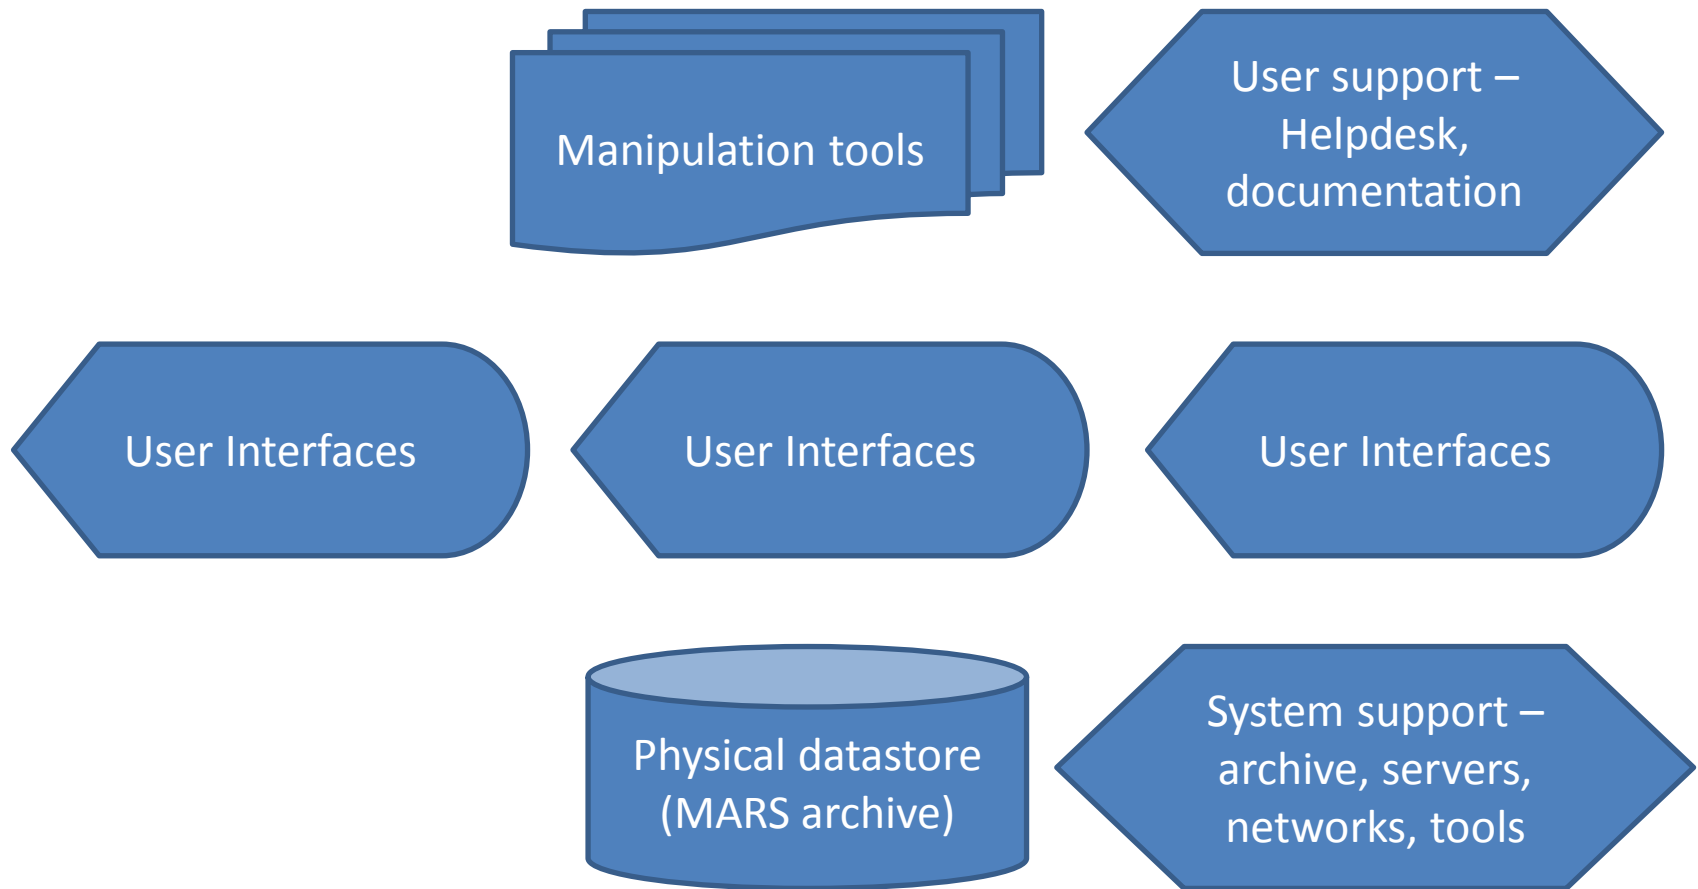 Manipulation tools
User support –
Helpdesk,
documentation
User Interfaces
User Interfaces
User Interfaces
Physical datastore
(MARS archive)
System support –
archive, servers,
networks, tools